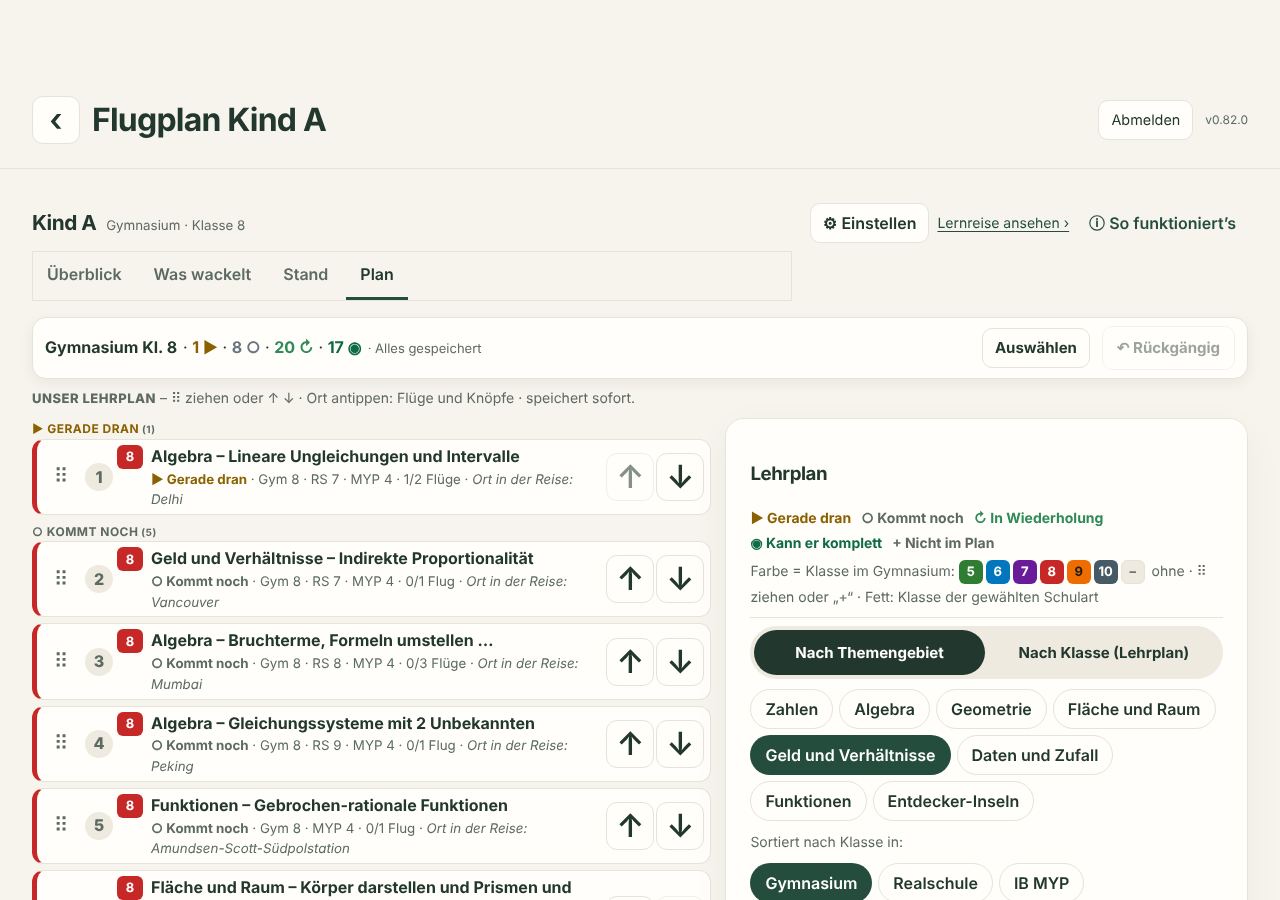 ‹ Flugplan Kind A
Abmelden v0.82.0
Kind A Gymnasium · Klasse 8
⚙ Einstellen Lernreise ansehen › ⓘ So funktioniert’s
Überblick Was wackelt Stand Plan
Gymnasium Kl. 8 · 1 ▶ · 8 ○ · 20 ↻ · 17 ◉ · Alles gespeichert
Auswählen ↶ Rückgängig
UNSER LEHRPLAN – ⠿ ziehen oder ↑ ↓ · Ort antippen: Flüge und Knöpfe · speichert sofort.
▶ GERADE DRAN (1)
⠿ 1 8 Algebra – Lineare Ungleichungen und Intervalle ↑ ↓
▶ Gerade dran · Gym 8 · RS 7 · MYP 4 · 1/2 Flüge · Ort in der Reise:
Delhi
○ KOMMT NOCH (5)
⠿ 2 8 Geld und Verhältnisse – Indirekte Proportionalität ↑ ↓
○ Kommt noch · Gym 8 · RS 7 · MYP 4 · 0/1 Flug · Ort in der Reise:
Vancouver
⠿ 3 8 Algebra – Bruchterme, Formeln umstellen … ↑ ↓
○ Kommt noch · Gym 8 · RS 8 · MYP 4 · 0/3 Flüge · Ort in der Reise:
Mumbai
⠿ 4 8 Algebra – Gleichungssysteme mit 2 Unbekannten ↑ ↓
○ Kommt noch · Gym 8 · RS 9 · MYP 4 · 0/1 Flug · Ort in der Reise:
Peking
⠿ 5 8 Funktionen – Gebrochen-rationale Funktionen ↑ ↓
○ Kommt noch · Gym 8 · MYP 4 · 0/1 Flug · Ort in der Reise:
Amundsen-Scott-Südpolstation
8 Fläche und Raum – Körper darstellen und Prismen und
Lehrplan
▶ Gerade dran ○ Kommt noch ↻ In Wiederholung
◉ Kann er komplett + Nicht im Plan
Farbe = Klasse im Gymnasium: 5 6 7 8 9 10 – ohne · ⠿
ziehen oder „+“ · Fett: Klasse der gewählten Schulart
Nach Themengebiet Nach Klasse (Lehrplan)
Zahlen Algebra Geometrie Fläche und Raum
Geld und Verhältnisse Daten und Zufall
Funktionen Entdecker-Inseln
Sortiert nach Klasse in:
Gymnasium Realschule IB MYP